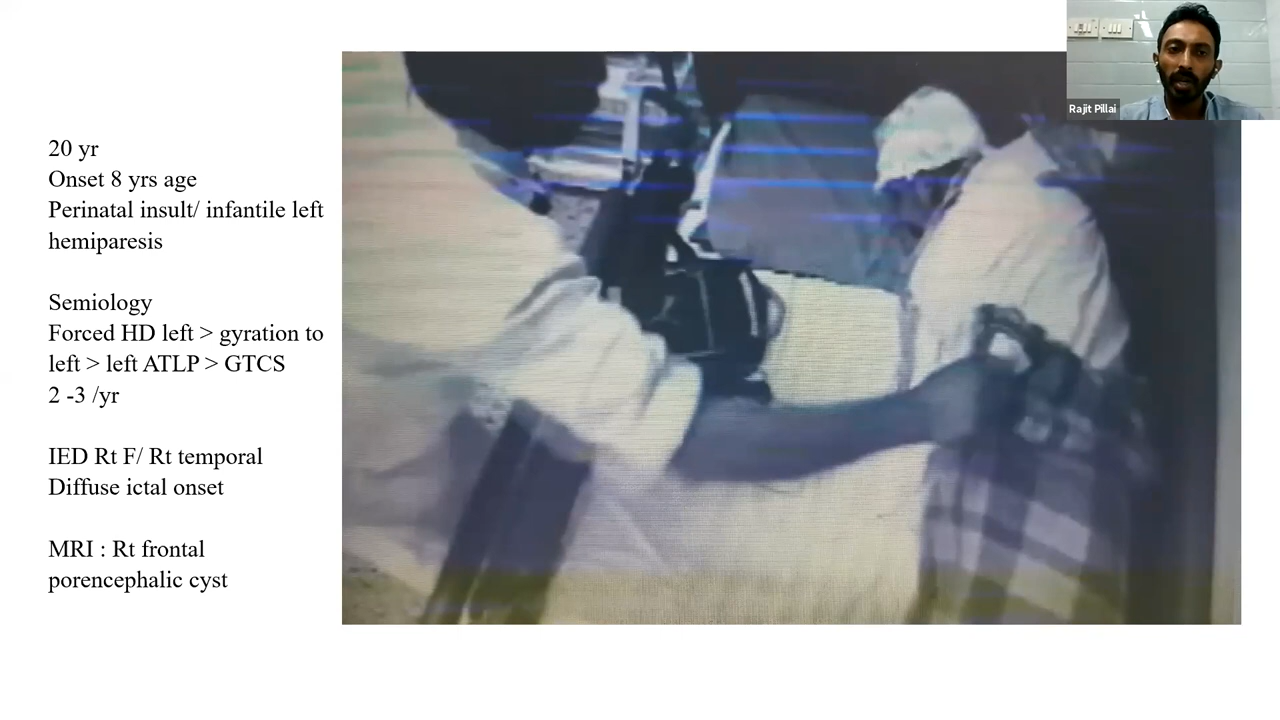 20 yr
Onset 8 yrs age
Perinatal insult/ infantile left
hemiparesis
Semiology
Forced HD left > gyration to
left > left ATLP > GTCS
2 -3 /yr
IED Rt F/ Rt temporal
Diffuse ictal onset
MRI : Rt frontal
porencephalic cyst
Rajit Pillai